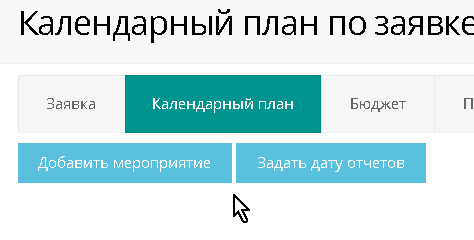 Календарный план по заявке
Заявка Календарный план Бюджет П
Добавить мероприятие Задать дату отчетов